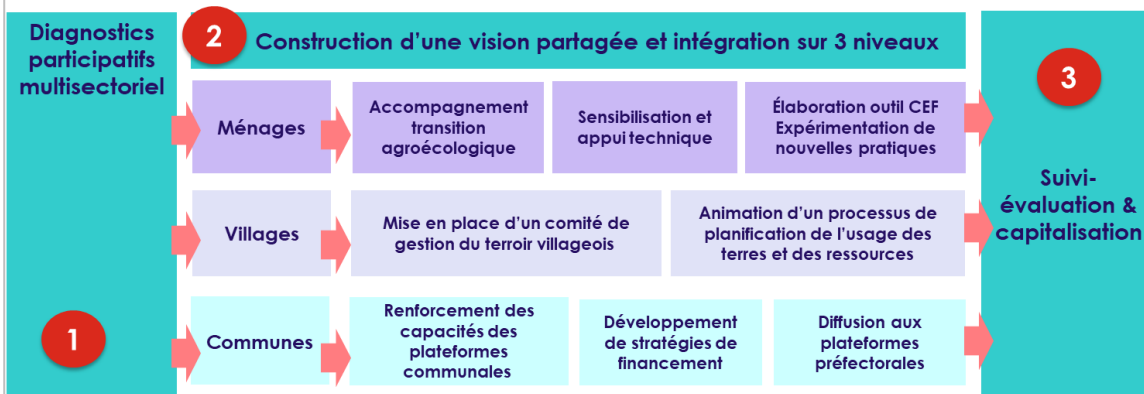 Diagnostics
participatifs
multisectoriel
1
2
Construction d’une vision partagée et intégration sur 3 niveaux
Ménages
Accompagnement
transition
agroécologique
Sensibilisation et
appui technique
Élaboration outil CEF
Expérimentation de
nouvelles pratiques
Villages
Mise en place d’un comité de
gestion du terroir villageois
Animation d’un processus de
planification de l’usage des
terres et des ressources
Communes
Renforcement des
capacités des
plateformes
communales
Développement
de stratégies de
financement
Diffusion aux
plateformes
préfectorales
3
Suivi-
évaluation &
capitalisation